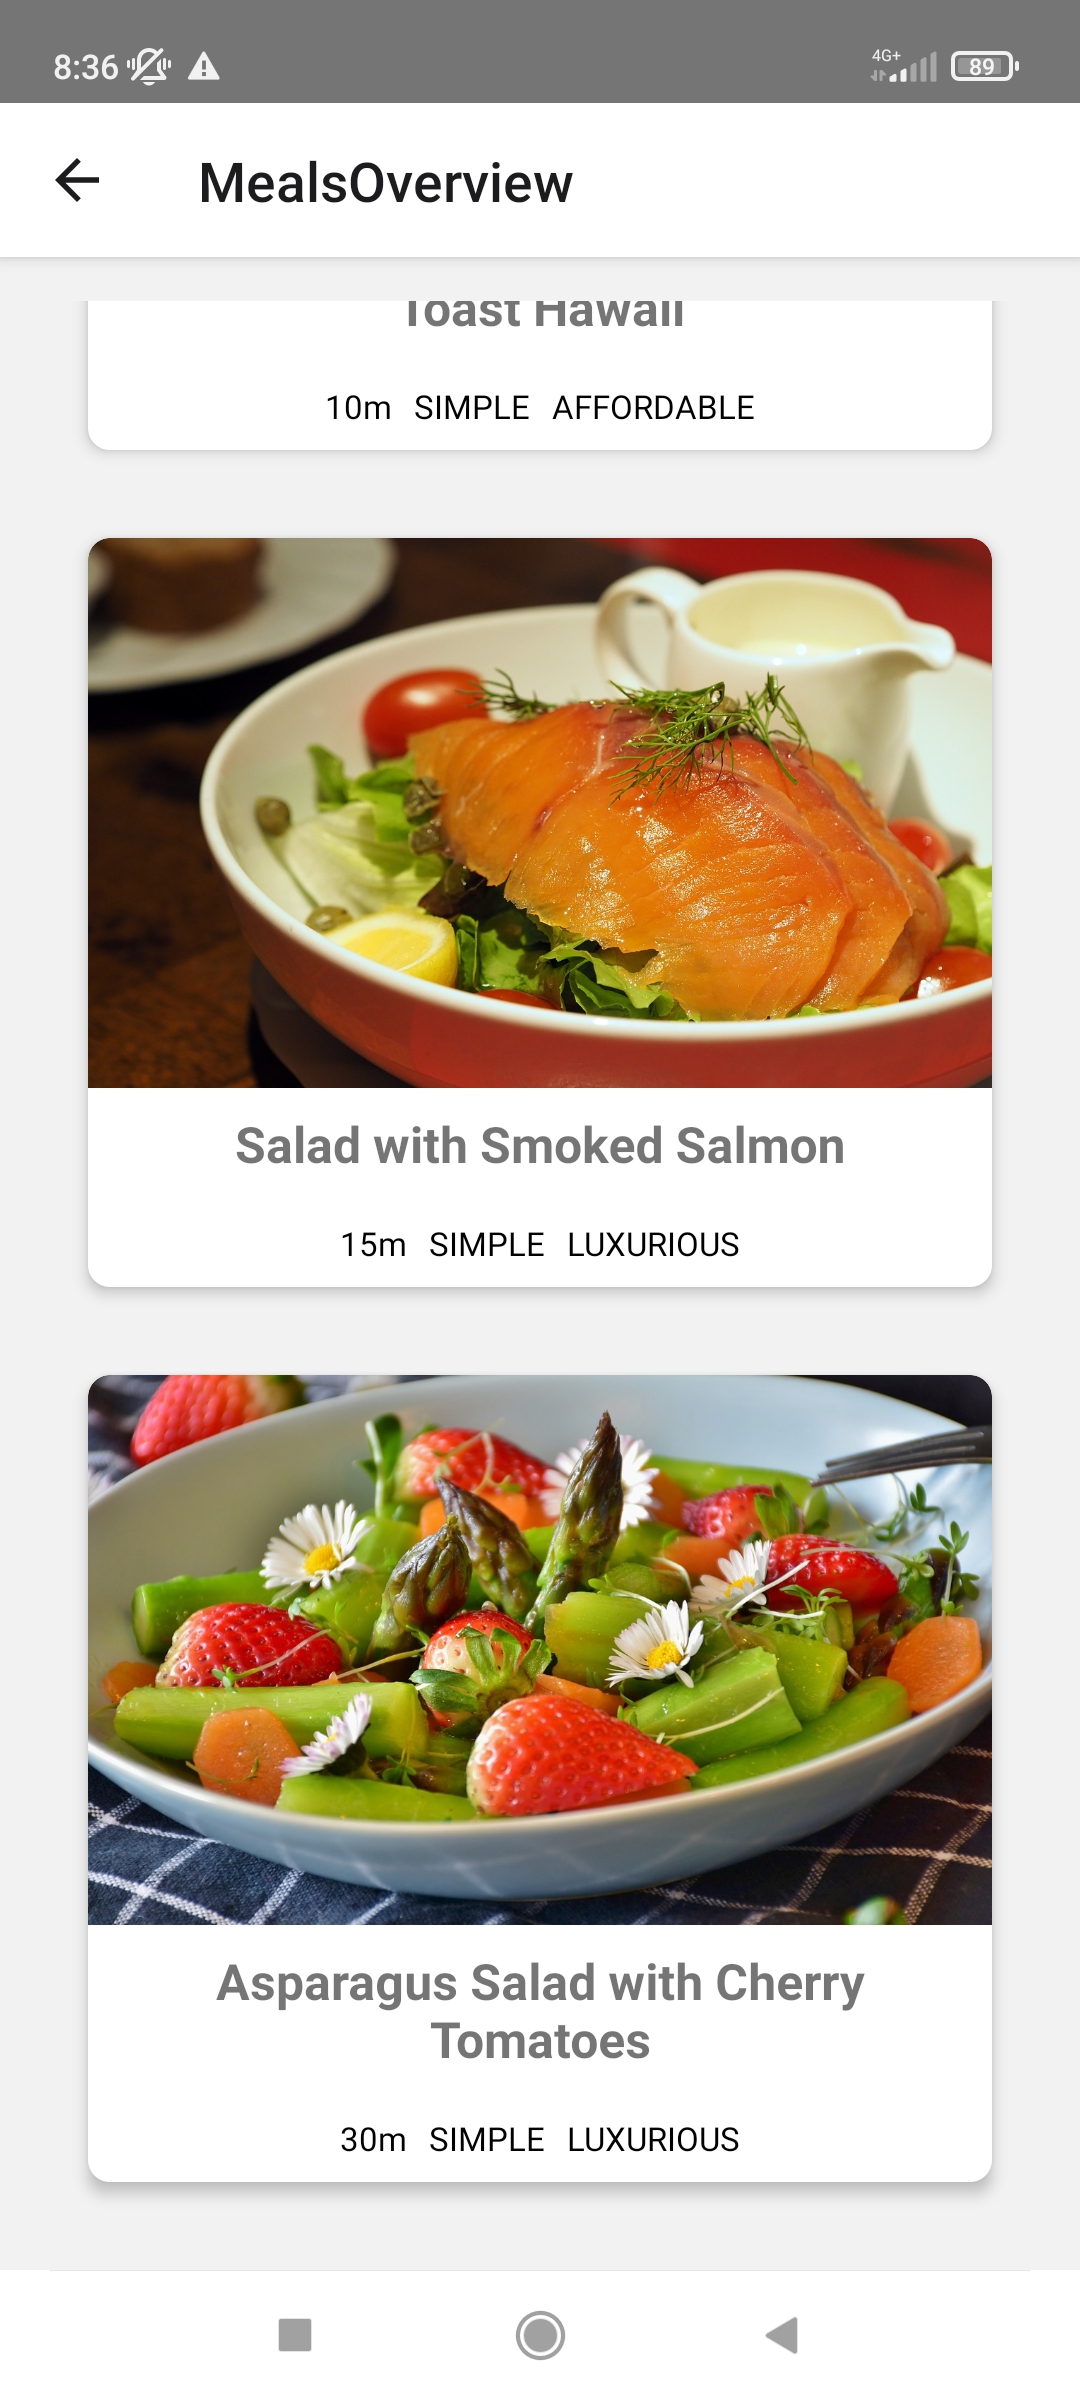 8:36
4G+
89
MealsOverview
Toast Hawaii
10m SIMPLE AFFORDABLE
Salad with Smoked Salmon
15m SIMPLE LUXURIOUS
Asparagus Salad with Cherry
Tomatoes
30m SIMPLE LUXURIOUS